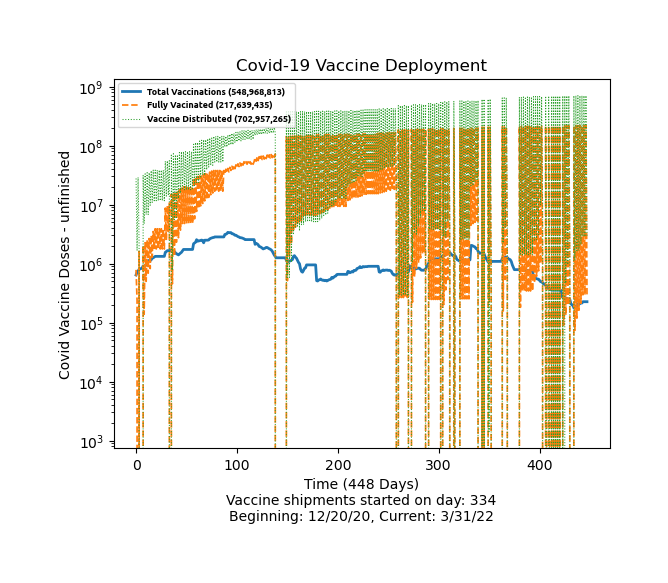 Covid-19 Vaccine Deployment
Total Vaccinations (548,968,813)
Fully Vacinated (217,639,435)
Vaccine Distributed (702,957,265)
Covid Vaccine Doses - unfinished
10⁹
10⁸
10⁷
10⁶
10⁵
10⁴
10³
0 100 200 300 400
Time (448 Days)
Vaccine shipments started on day: 334
Beginning: 12/20/20, Current: 3/31/22